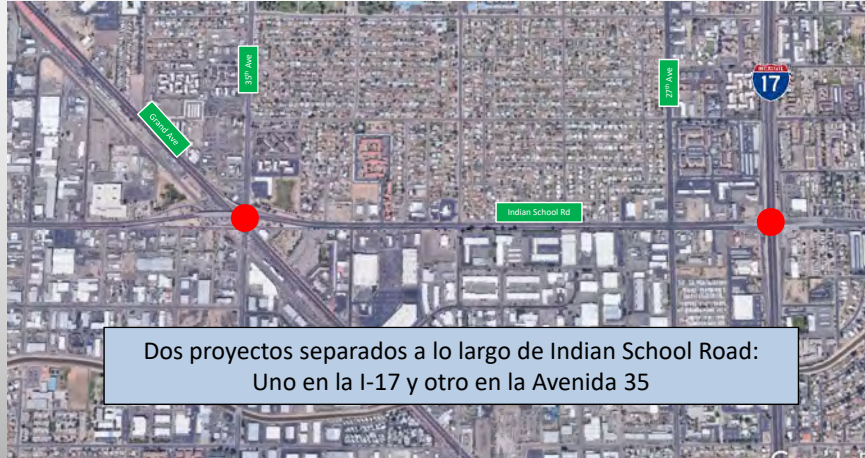 35th Ave
27th Ave
INTERSTATE
17
Grand Ave
Indian School Rd
Dos proyectos separados a lo largo de Indian School Road:
Uno en la I-17 y otro en la Avenida 35